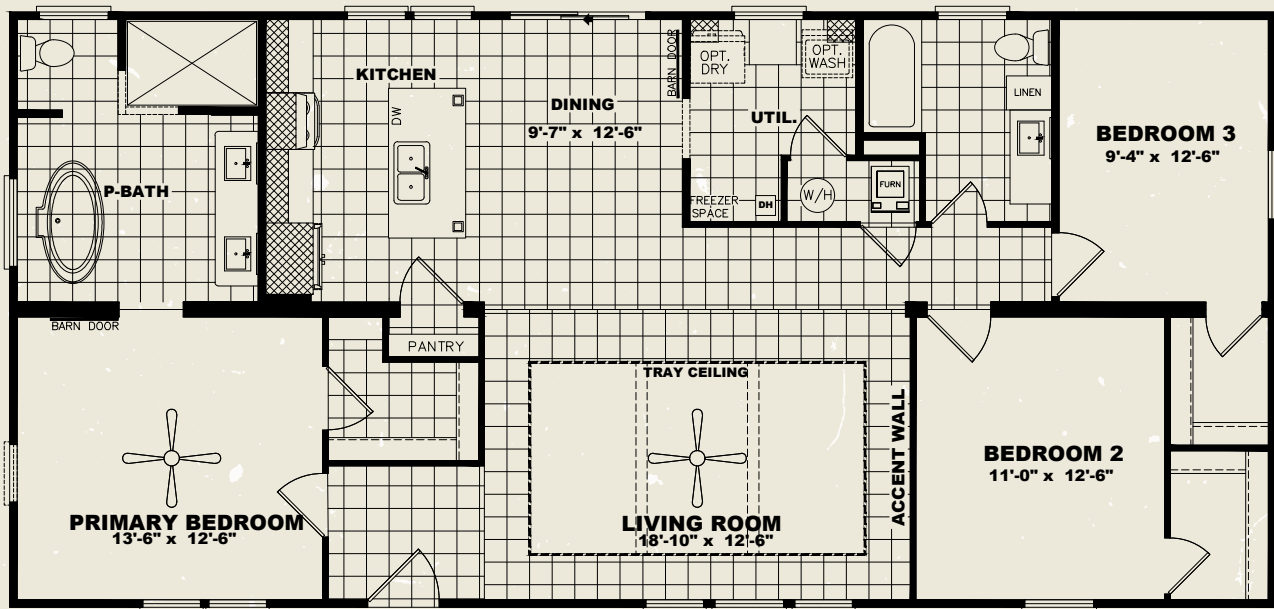 KITCHEN
DW
DINING
9'-7" x 12'-6"
BARN DOOR
OPT.
DRY
OPT.
WASH
UTIL.
LINEN
BEDROOM 3
9'-4" x 12'-6"
P-BATH
FREEZER
SPACE
DH
W/H
FURN
BARN DOOR
PANTRY
TRAY CEILING
ACCENT WALL
PRIMARY BEDROOM
13'-6" x 12'-6"
LIVING ROOM
18'-10" x 12'-6"
BEDROOM 2
11'-0" x 12'-6"